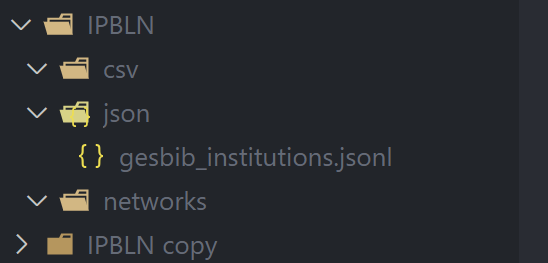 IPBLN
csv
json
gesbib_institutions.jsonl
networks
IPBLN copy